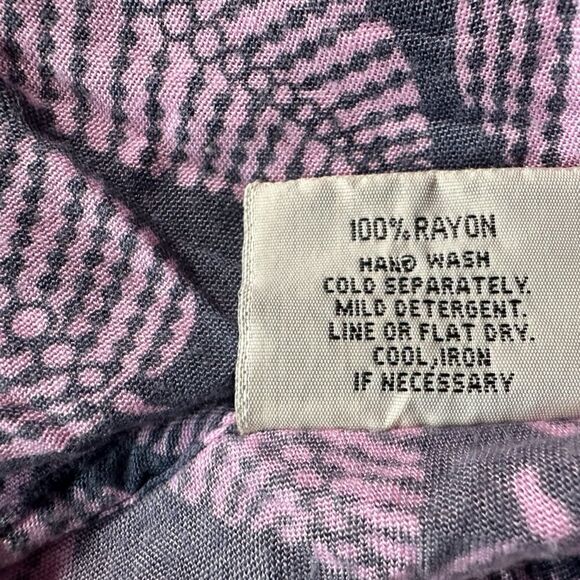 100% RAYON
HAND WASH
COLD SEPARATELY.
MILD DETERGENT.
LINE OR FLAT DRY.
COOL, IRON
IF NECESSARY